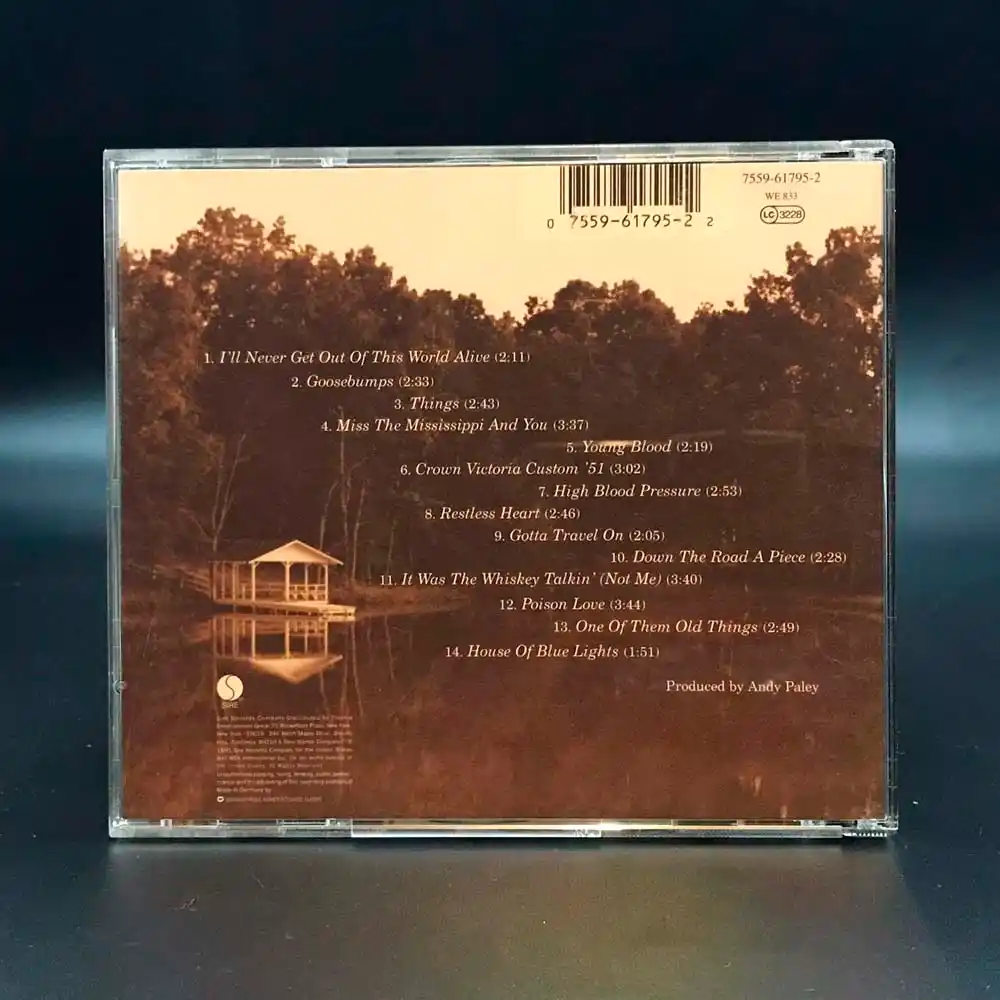 7559-61795-2
WE 833
LC 3228
0 7559-61795-2 2
1. I'll Never Get Out Of This World Alive (2:11)
2. Goosebumps (2:33)
3. Things (2:43)
4. Miss The Mississippi And You (3:37)
5. Young Blood (2:19)
6. Crown Victoria Custom '51 (3:02)
7. High Blood Pressure (2:53)
8. Restless Heart (2:46)
9. Gotta Travel On (2:05)
10. Down The Road A Piece (2:28)
11. It Was The Whiskey Talkin' (Not Me) (3:40)
12. Poison Love (3:44)
13. One Of Them Old Things (2:49)
14. House Of Blue Lights (1:51)
Produced by Andy Paley
SIRE
Made in Germany by